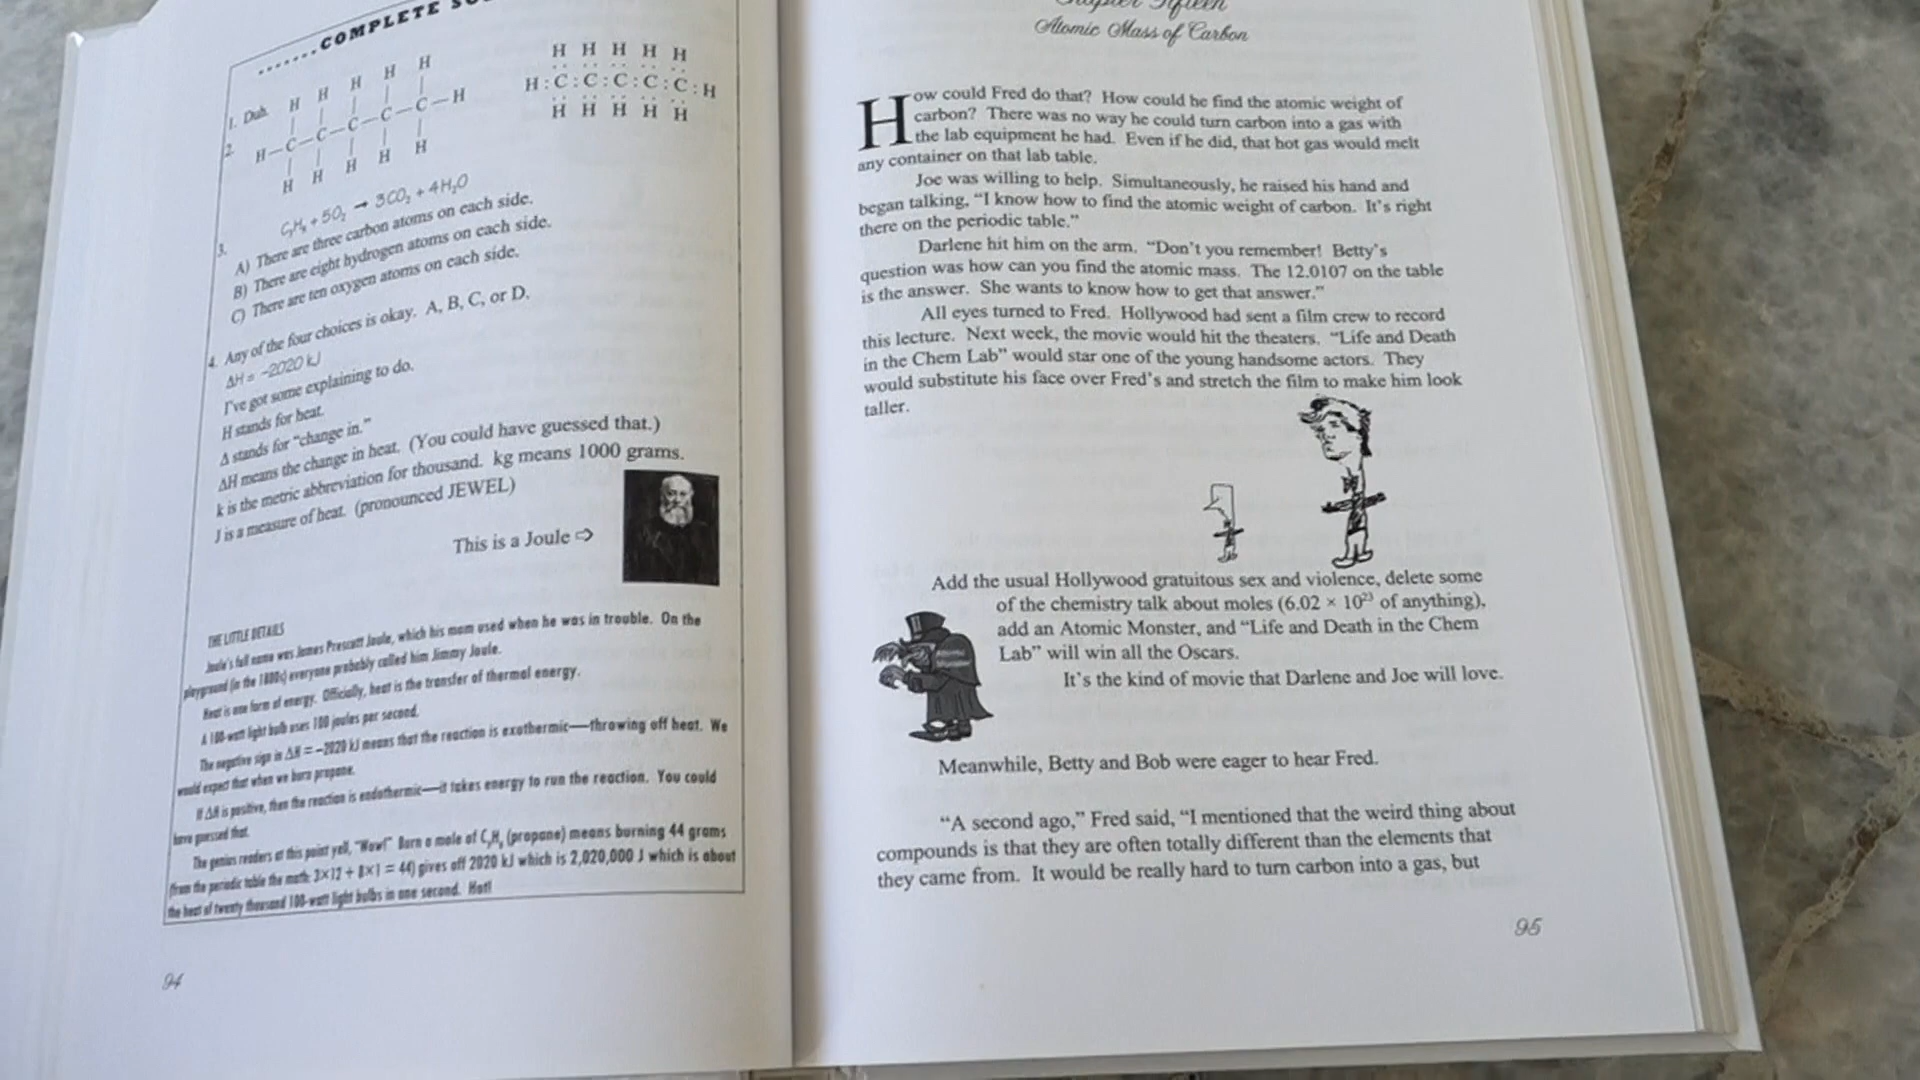 .......COMPLETE SO
1. Duh.
2.
H H H H H
H—C—C—C—C—C—H
H H H H H
H H H H H
H:C:C:C:C:C:H
H H H H H
3. C₃H₈ + 5O₂ → 3CO₂ + 4H₂O
A) There are three carbon atoms on each side.
B) There are eight hydrogen atoms on each side.
C) There are ten oxygen atoms on each side.
4. Any of the four choices is okay. A, B, C, or D.
ΔH = −2020 kJ
I've got some explaining to do.
H stands for heat.
Δ stands for "change in."
ΔH means the change in heat. (You could have guessed that.)
k is the metric abbreviation for thousand. kg means 1000 grams.
J is a measure of heat. (pronounced JEWEL)
This is a Joule ⇨
THE LITTLE DETAILS
Joule's full name was James Prescott Joule, which his mom used when he was in trouble. On the
playground (in the 1800s) everyone probably called him Jimmy Joule.
Heat is one form of energy. Officially, heat is the transfer of thermal energy.
A 100-watt light bulb uses 100 joules per second.
The negative sign in ΔH = −2020 kJ means that the reaction is exothermic—throwing off heat. We
would expect that when we burn propane.
If ΔH is positive, then the reaction is endothermic—it takes energy to run the reaction. You could
have guessed that.
The genius readers at this point yell, "Wow!" Burn a mole of C₃H₈ (propane) means burning 44 grams
(from the periodic table the math: 3×12 + 8×1 = 44) gives off 2020 kJ which is 2,020,000 J which is about
the heat of twenty thousand 100-watt light bulbs in one second. Hot!
94
Chapter Fifteen
Atomic Mass of Carbon
How could Fred do that? How could he find the atomic weight of
carbon? There was no way he could turn carbon into a gas with
the lab equipment he had. Even if he did, that hot gas would melt
any container on that lab table.
Joe was willing to help. Simultaneously, he raised his hand and
began talking, "I know how to find the atomic weight of carbon. It's right
there on the periodic table."
Darlene hit him on the arm. "Don't you remember! Betty's
question was how can you find the atomic mass. The 12.0107 on the table
is the answer. She wants to know how to get that answer."
All eyes turned to Fred. Hollywood had sent a film crew to record
this lecture. Next week, the movie would hit the theaters. "Life and Death
in the Chem Lab" would star one of the young handsome actors. They
would substitute his face over Fred's and stretch the film to make him look
taller.
Add the usual Hollywood gratuitous sex and violence, delete some
of the chemistry talk about moles (6.02 × 10²³ of anything),
add an Atomic Monster, and "Life and Death in the Chem
Lab" will win all the Oscars.
It's the kind of movie that Darlene and Joe will love.
Meanwhile, Betty and Bob were eager to hear Fred.
"A second ago," Fred said, "I mentioned that the weird thing about
compounds is that they are often totally different than the elements that
they came from. It would be really hard to turn carbon into a gas, but
95